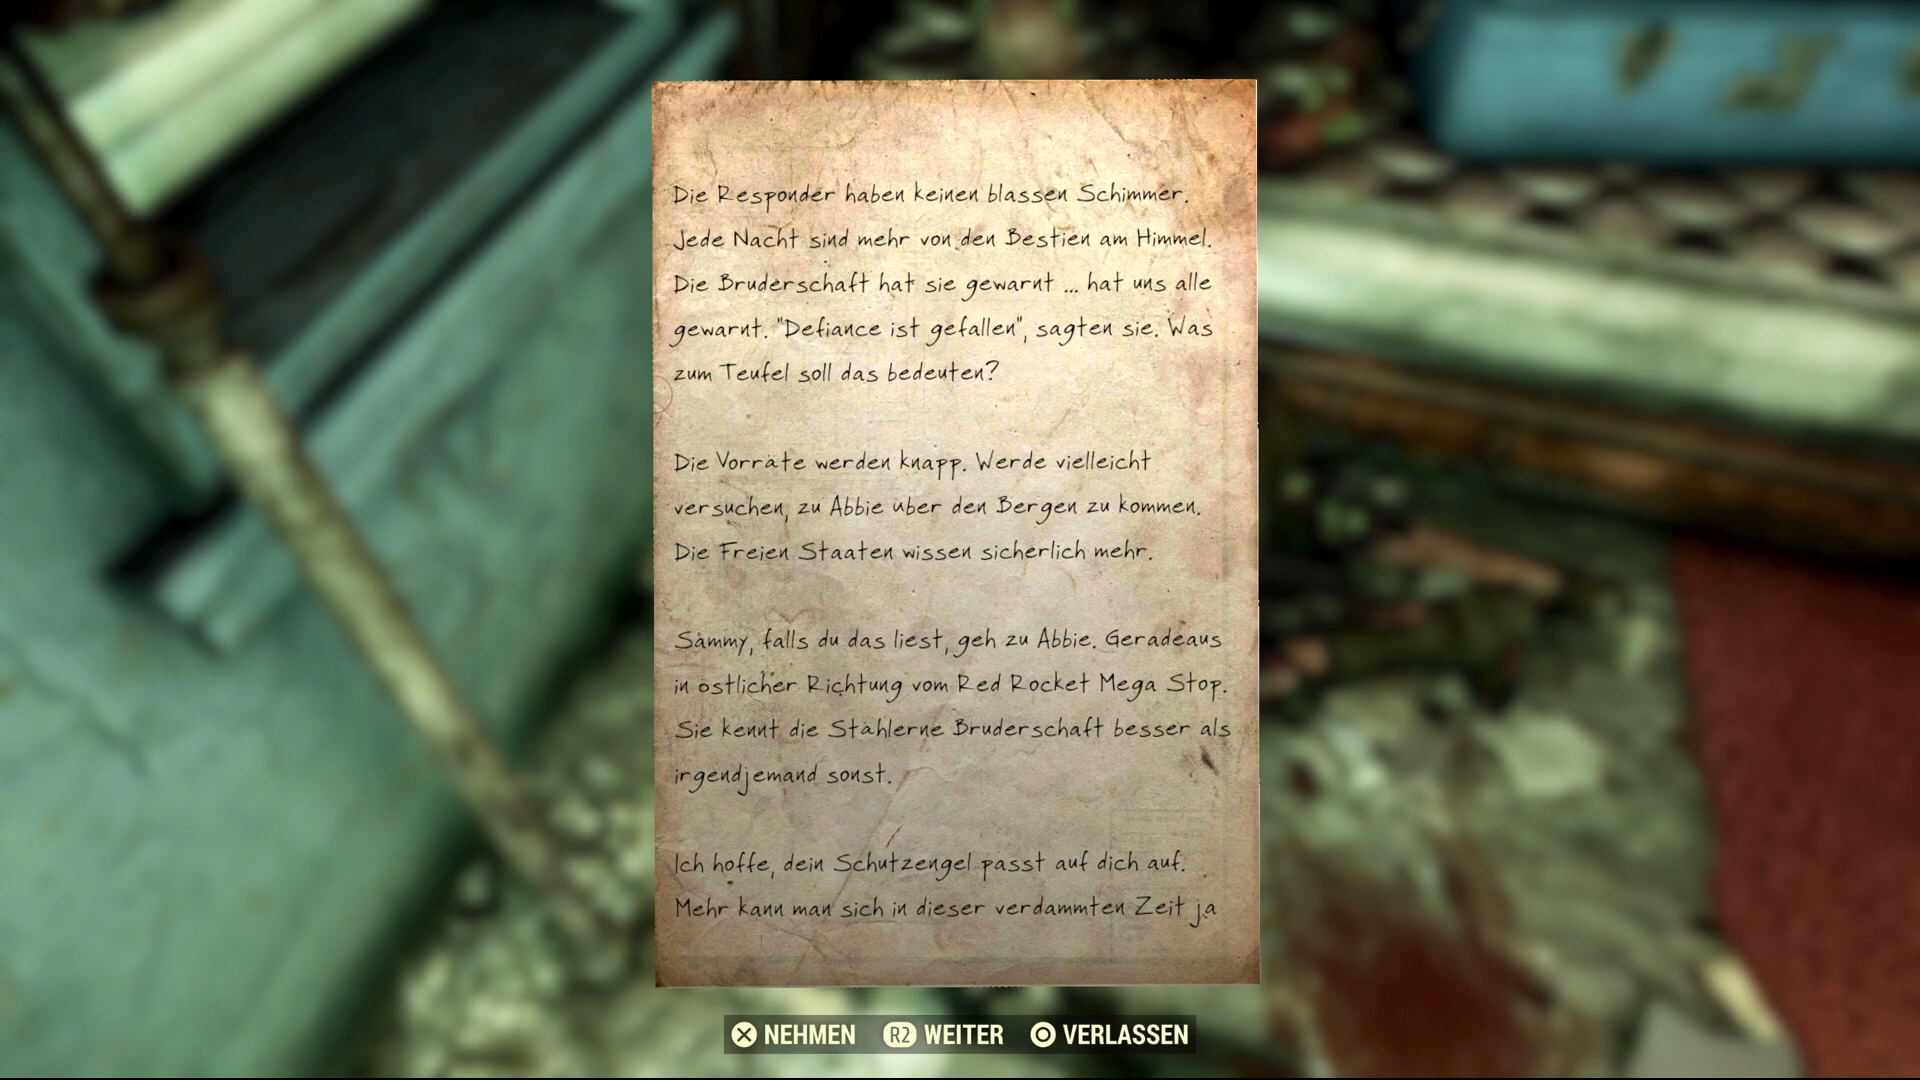 Die Responder haben keinen blassen Schimmer.
Jede Nacht sind mehr von den Bestien am Himmel.
Die Bruderschaft hat sie gewarnt ... hat uns alle
gewarnt. "Defiance ist gefallen", sagten sie. Was
zum Teufel soll das bedeuten?
Die Vorräte werden knapp. Werde vielleicht
versuchen, zu Abbie über den Bergen zu kommen.
Die Freien Staaten wissen sicherlich mehr.
Sammy, falls du das liest, geh zu Abbie. Geradeaus
in östlicher Richtung vom Red Rocket Mega Stop.
Sie kennt die Stählerne Bruderschaft besser als
irgendjemand sonst.
Ich hoffe, dein Schutzengel passt auf dich auf.
Mehr kann man sich in dieser verdammten Zeit ja
NEHMEN R2 WEITER VERLASSEN